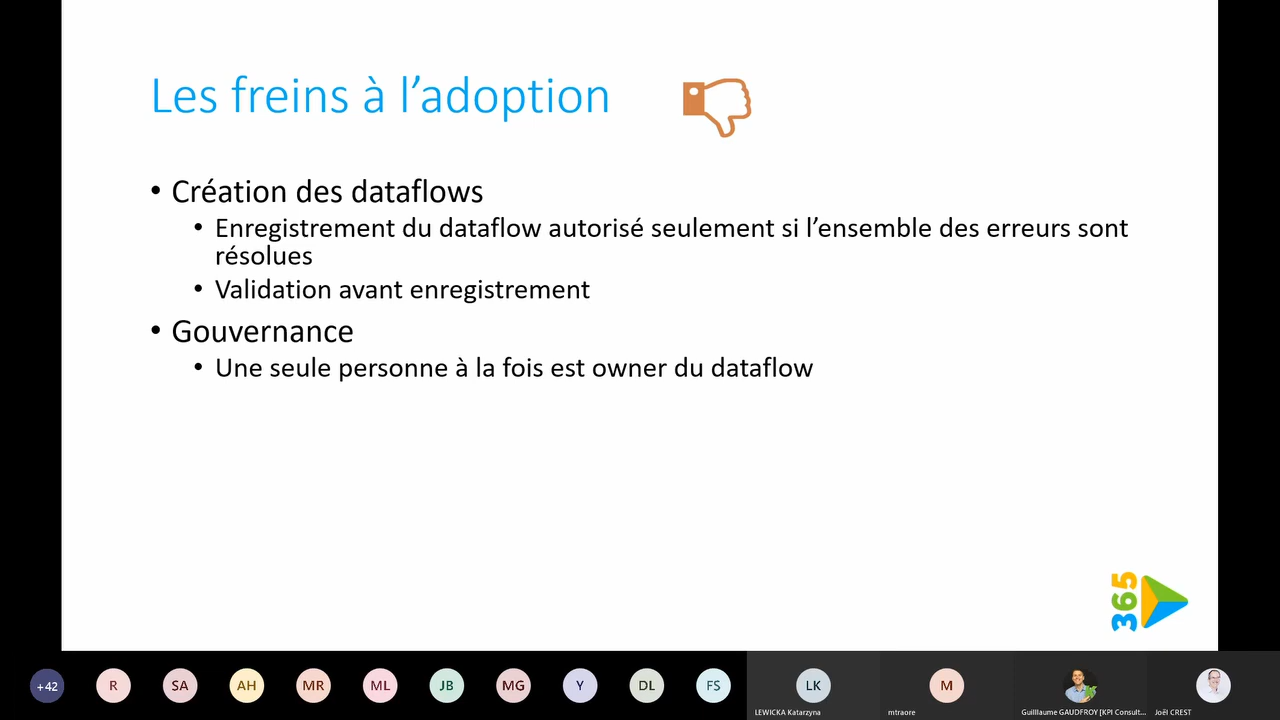 Les freins à l’adoption
• Création des dataflows
• Enregistrement du dataflow autorisé seulement si l’ensemble des erreurs sont
résolues
• Validation avant enregistrement
• Gouvernance
• Une seule personne à la fois est owner du dataflow
365
+42
R
SA
AH
MR
ML
JB
MG
Y
DL
FS
LK
M
LEWICKA Katarzyna
mtraore
Guilllaume GAUDFROY [KPI Consult...
Joël CREST